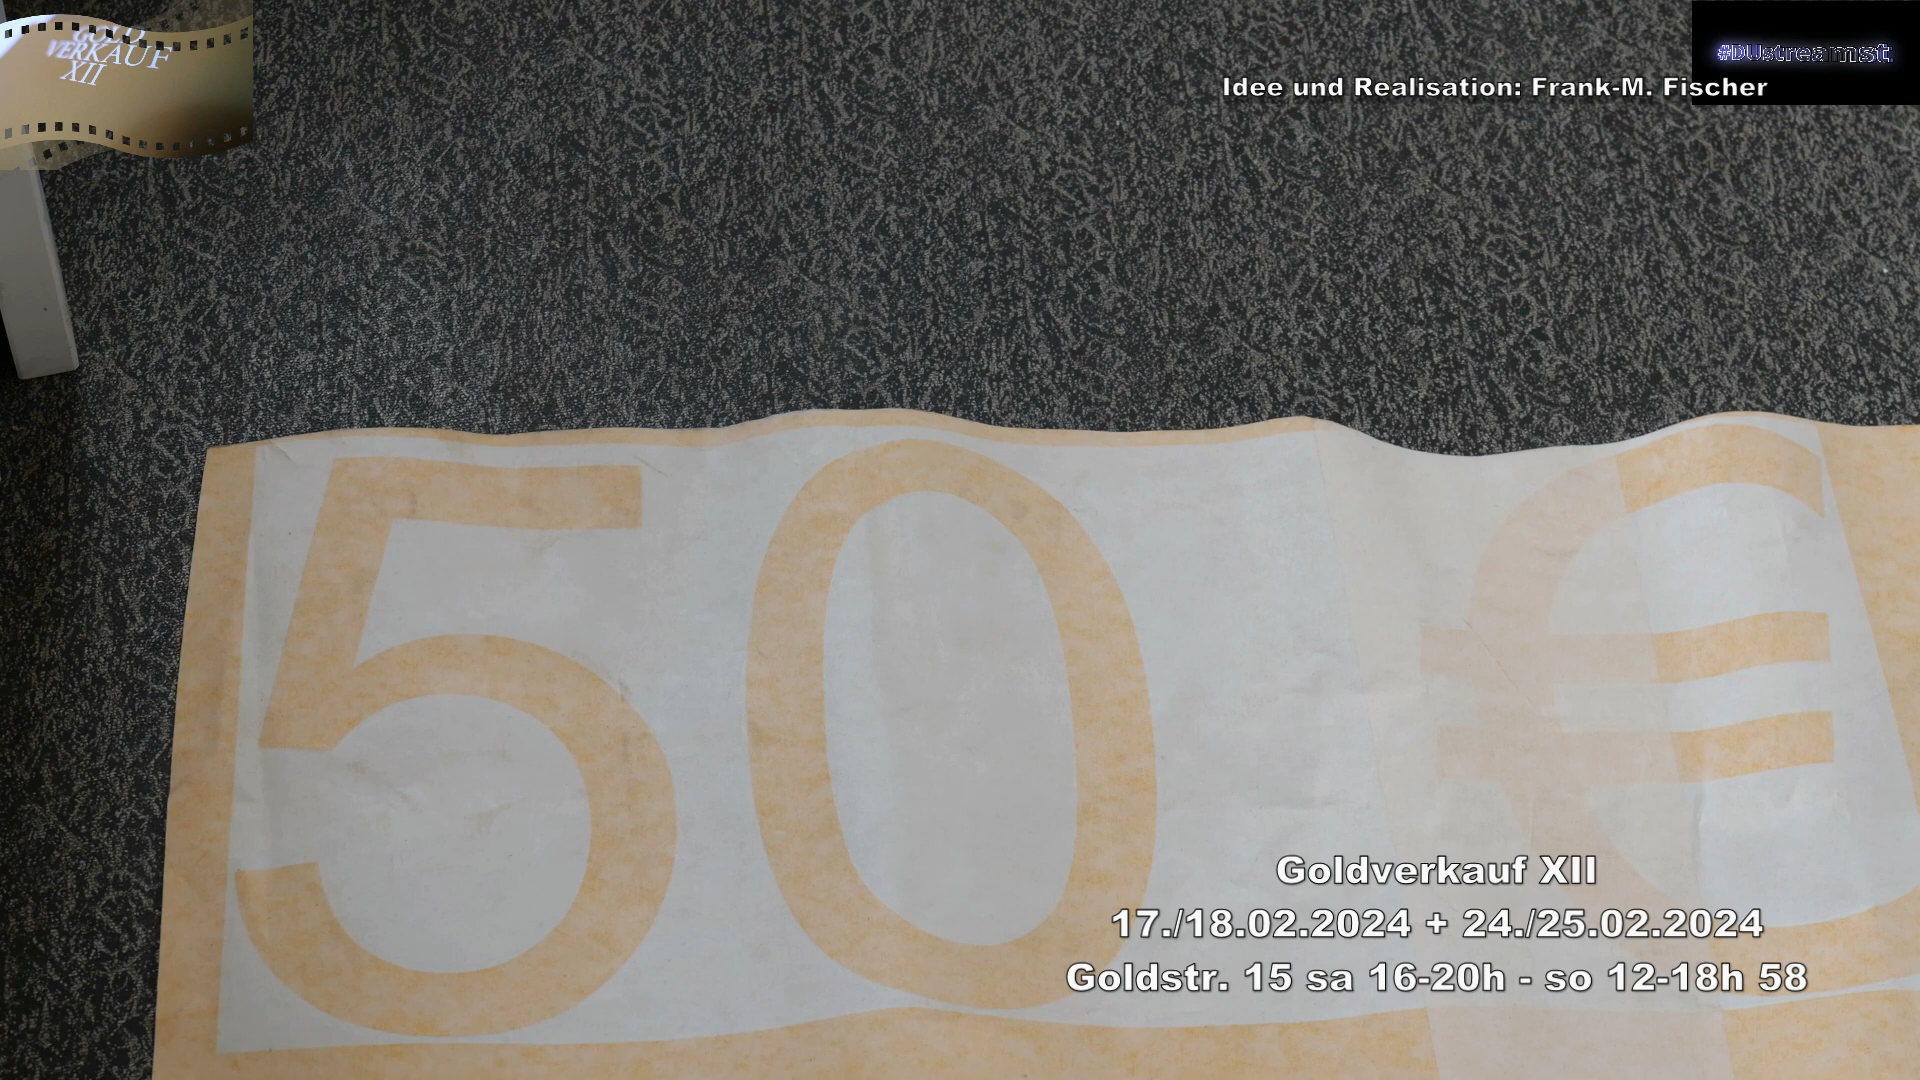 GOLD
VERKAUF
XII
#DUstreamst
Idee und Realisation: Frank-M. Fischer
50 €
Goldverkauf XII
17./18.02.2024 + 24./25.02.2024
Goldstr. 15 sa 16-20h - so 12-18h 58